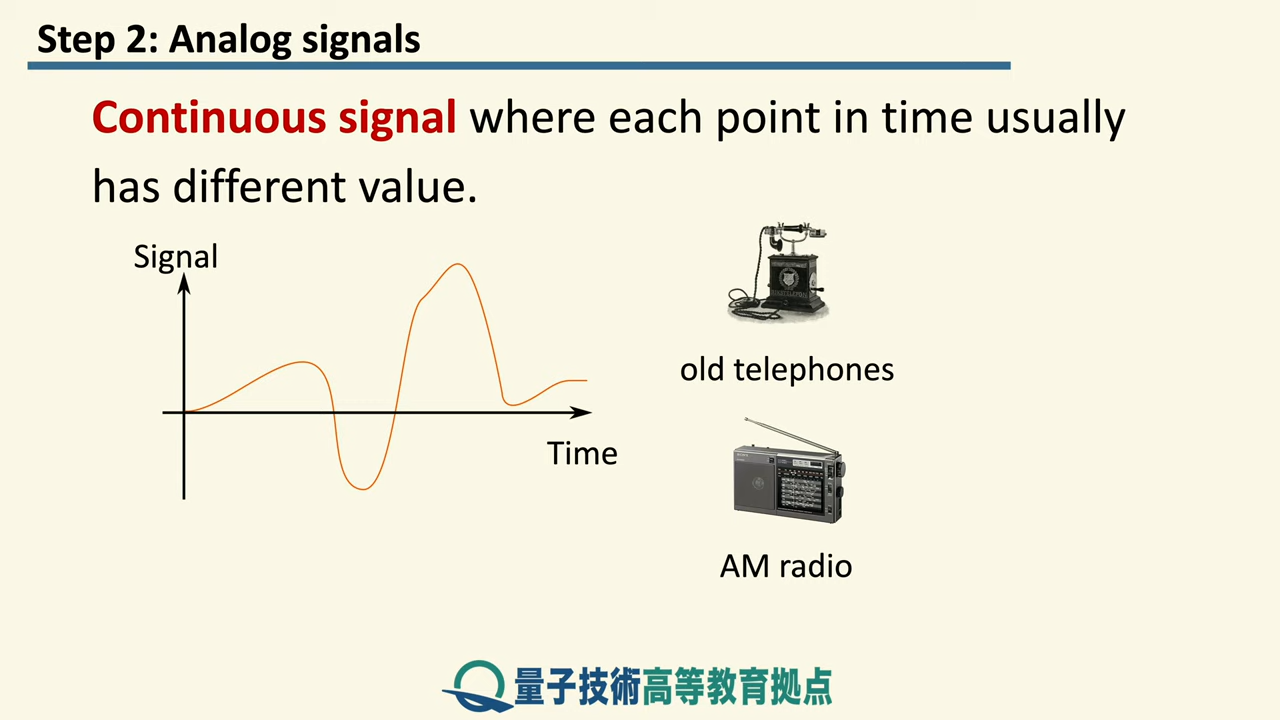 Step 2: Analog signals
Continuous signal where each point in time usually
has different value.
Signal
Time
old telephones
AM radio
量子技術高等教育拠点